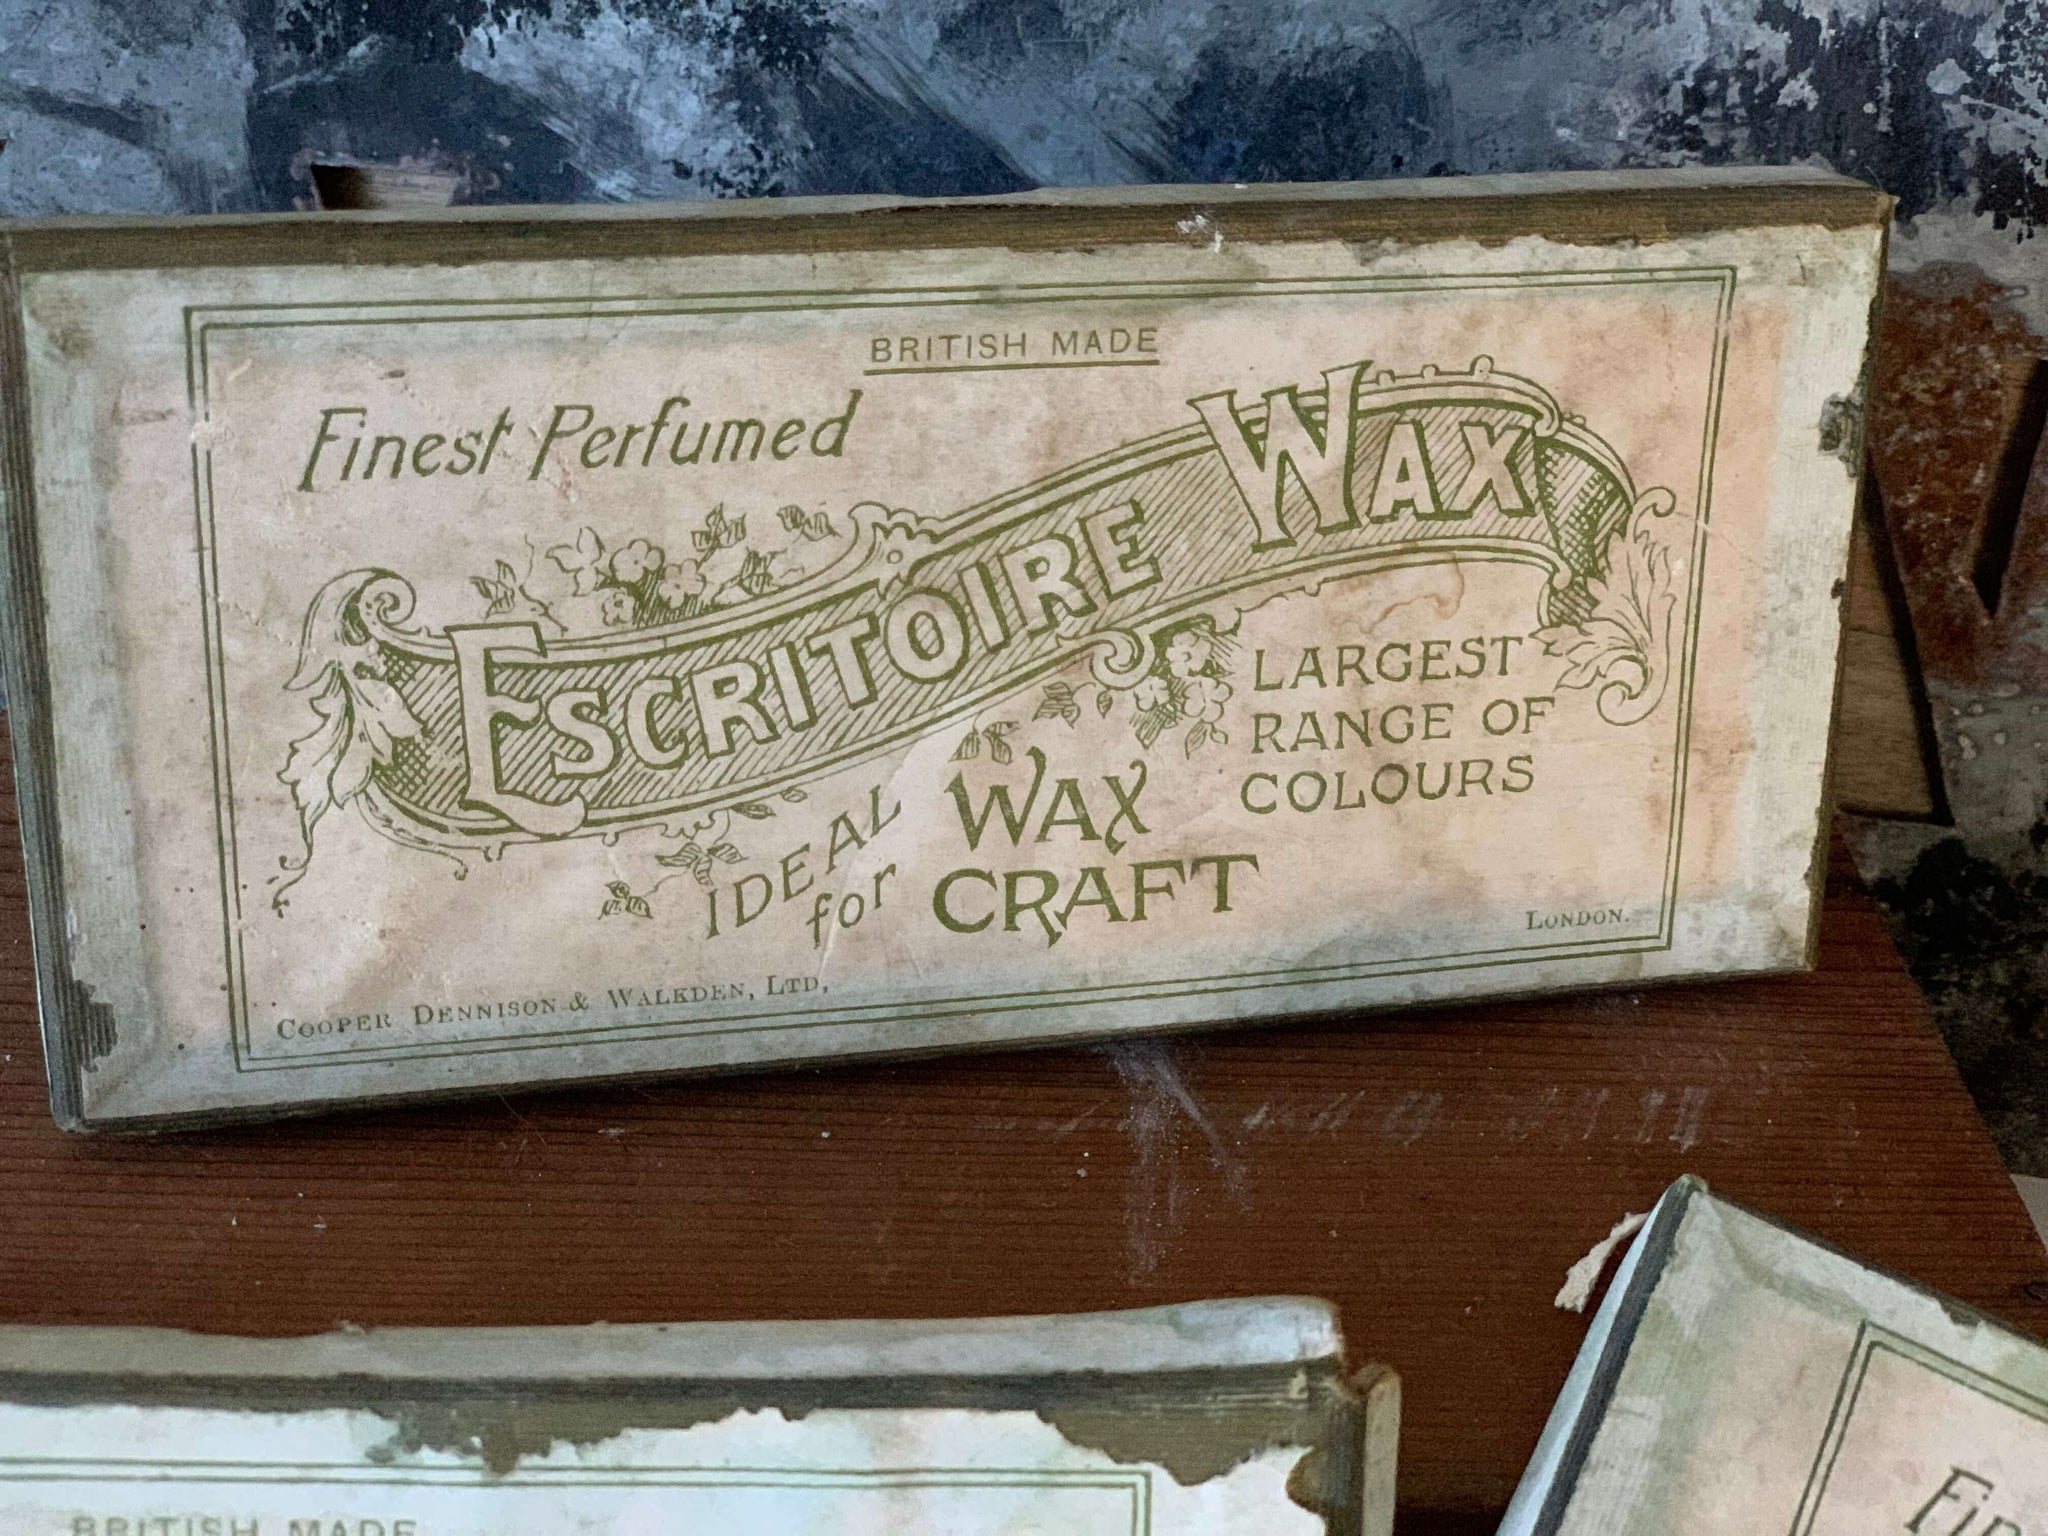 BRITISH MADE
Finest Perfumed
ESCRITOIRE WAX
IDEAL for WAX CRAFT
LARGEST
RANGE OF
COLOURS
COOPER DENNISON & WALKDEN, LTD, LONDON.
BRITISH MADE